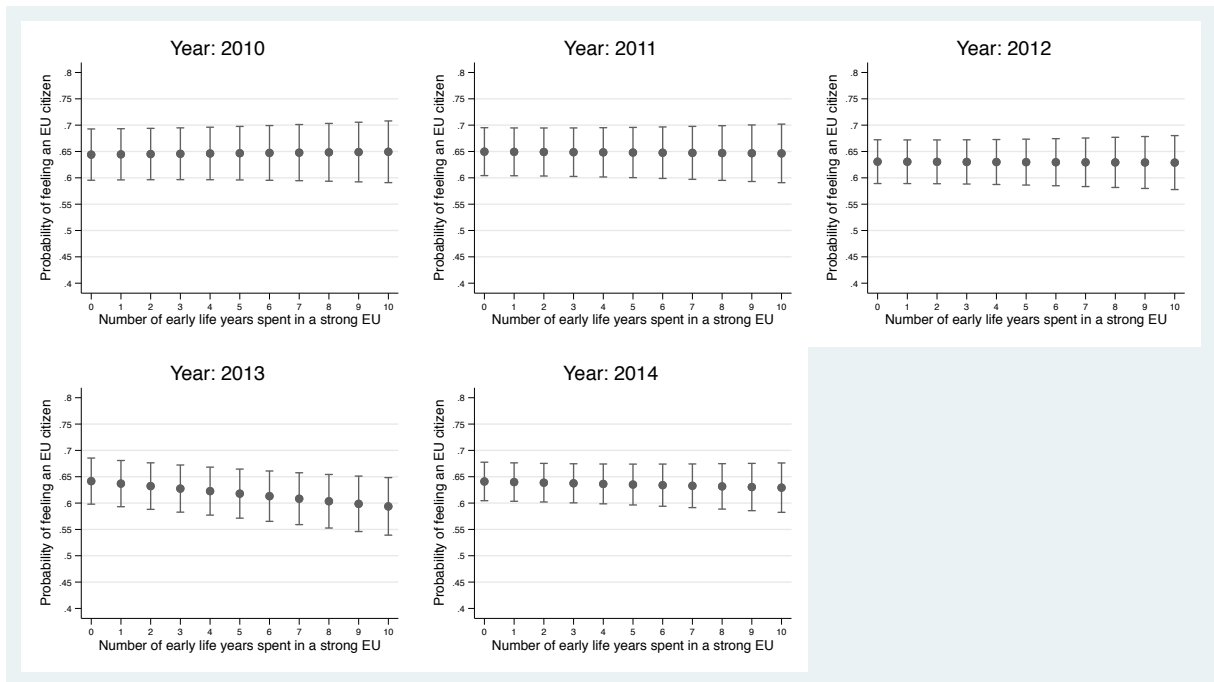 Year: 2010
Probability of feeling an EU citizen
.8
.75
.7
.65
.6
.55
.5
.45
.4
0 1 2 3 4 5 6 7 8 9 10
Number of early life years spent in a strong EU
Year: 2011
Probability of feeling an EU citizen
.8
.75
.7
.65
.6
.55
.5
.45
.4
0 1 2 3 4 5 6 7 8 9 10
Number of early life years spent in a strong EU
Year: 2012
Probability of feeling an EU citizen
.8
.75
.7
.65
.6
.55
.5
.45
.4
0 1 2 3 4 5 6 7 8 9 10
Number of early life years spent in a strong EU
Year: 2013
Probability of feeling an EU citizen
.8
.75
.7
.65
.6
.55
.5
.45
.4
0 1 2 3 4 5 6 7 8 9 10
Number of early life years spent in a strong EU
Year: 2014
Probability of feeling an EU citizen
.8
.75
.7
.65
.6
.55
.5
.45
.4
0 1 2 3 4 5 6 7 8 9 10
Number of early life years spent in a strong EU